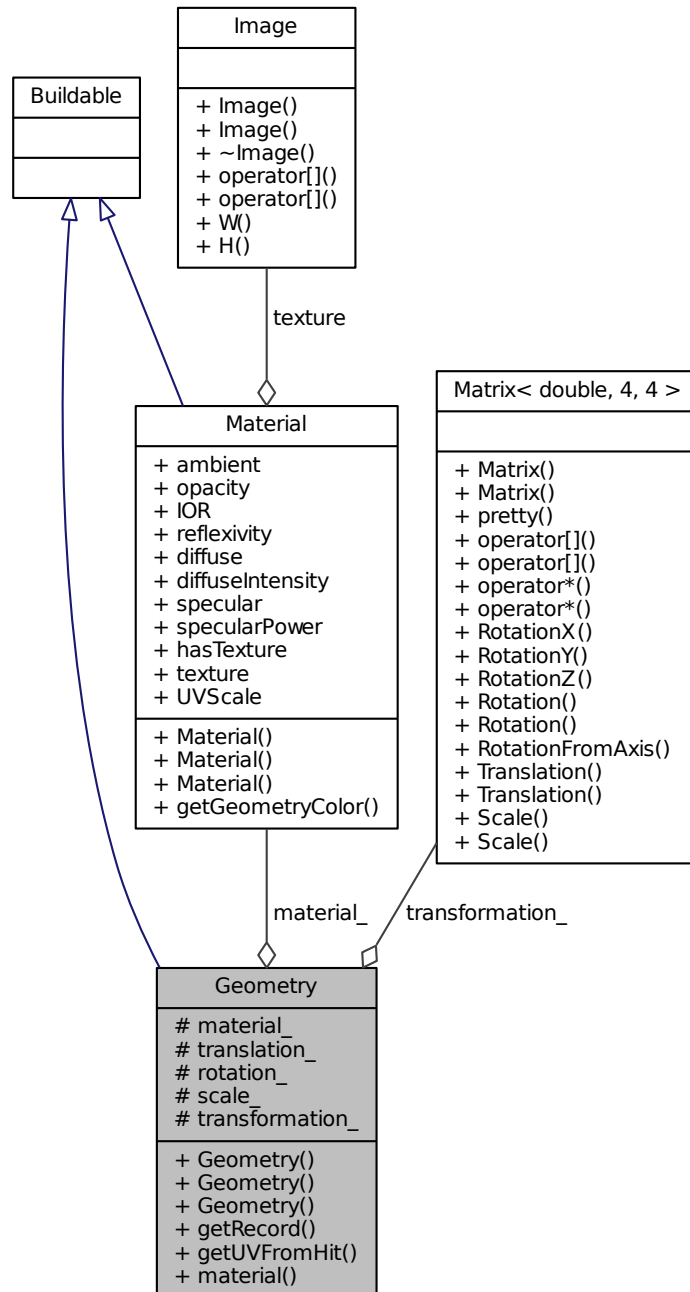 Image
+ Image()
+ Image()
+ ~Image()
+ operator[]()
+ operator[]()
+ W()
+ H()
Buildable
texture
Material
+ ambient
+ opacity
+ IOR
+ reflexivity
+ diffuse
+ diffuseIntensity
+ specular
+ specularPower
+ hasTexture
+ texture
+ UVScale
+ Material()
+ Material()
+ Material()
+ getGeometryColor()
Matrix< double, 4, 4 >
+ Matrix()
+ Matrix()
+ pretty()
+ operator[]()
+ operator[]()
+ operator*()
+ operator*()
+ RotationX()
+ RotationY()
+ RotationZ()
+ Rotation()
+ Rotation()
+ RotationFromAxis()
+ Translation()
+ Translation()
+ Scale()
+ Scale()
material_
transformation_
Geometry
# material_
# translation_
# rotation_
# scale_
# transformation_
+ Geometry()
+ Geometry()
+ Geometry()
+ getRecord()
+ getUVFromHit()
+ material()